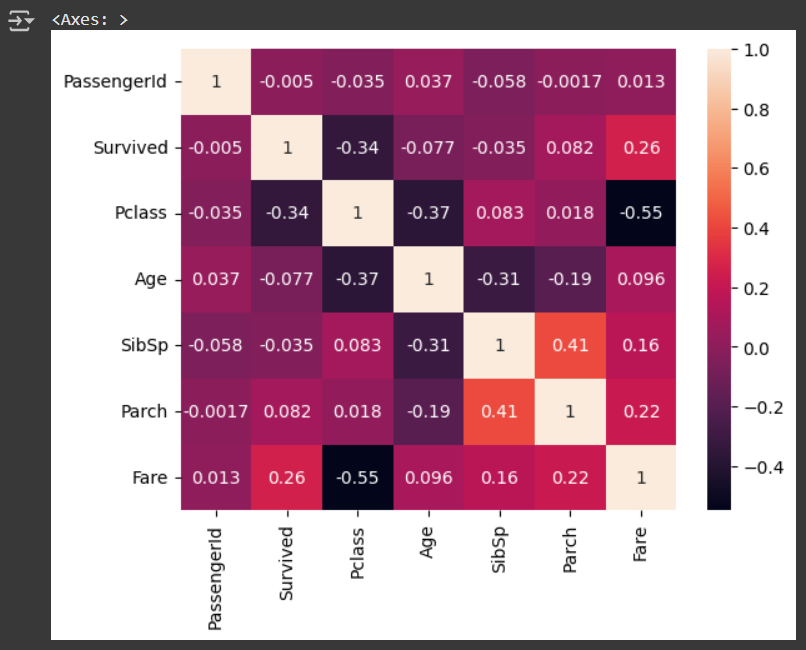 <Axes: >
PassengerId 1 -0.005 -0.035 0.037 -0.058 -0.0017 0.013
Survived -0.005 1 -0.34 -0.077 -0.035 0.082 0.26
Pclass -0.035 -0.34 1 -0.37 0.083 0.018 -0.55
Age 0.037 -0.077 -0.37 1 -0.31 -0.19 0.096
SibSp -0.058 -0.035 0.083 -0.31 1 0.41 0.16
Parch -0.0017 0.082 0.018 -0.19 0.41 1 0.22
Fare 0.013 0.26 -0.55 0.096 0.16 0.22 1
PassengerId
Survived
Pclass
Age
SibSp
Parch
Fare
1.0
0.8
0.6
0.4
0.2
0.0
−0.2
−0.4